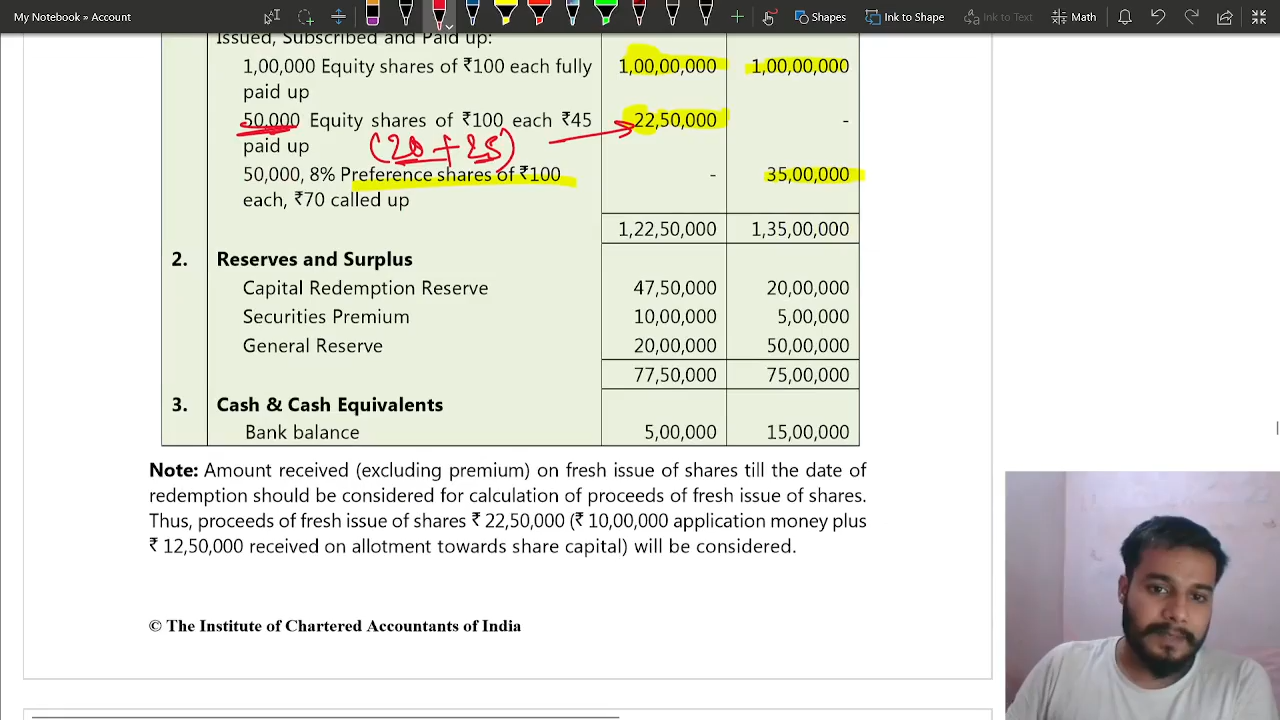 My Notebook » Account
Shapes
Ink to Shape
Ink to Text
Math
Issued, Subscribed and Paid up:
1,00,000 Equity shares of ₹100 each fully paid up 1,00,00,000 1,00,00,000
50,000 Equity shares of ₹100 each ₹45 paid up 22,50,000 -
(20 + 25)
50,000, 8% Preference shares of ₹100 each, ₹70 called up - 35,00,000
1,22,50,000 1,35,00,000
2. Reserves and Surplus
Capital Redemption Reserve 47,50,000 20,00,000
Securities Premium 10,00,000 5,00,000
General Reserve 20,00,000 50,00,000
77,50,000 75,00,000
3. Cash & Cash Equivalents
Bank balance 5,00,000 15,00,000
Note: Amount received (excluding premium) on fresh issue of shares till the date of
redemption should be considered for calculation of proceeds of fresh issue of shares.
Thus, proceeds of fresh issue of shares ₹ 22,50,000 (₹ 10,00,000 application money plus
₹ 12,50,000 received on allotment towards share capital) will be considered.
© The Institute of Chartered Accountants of India